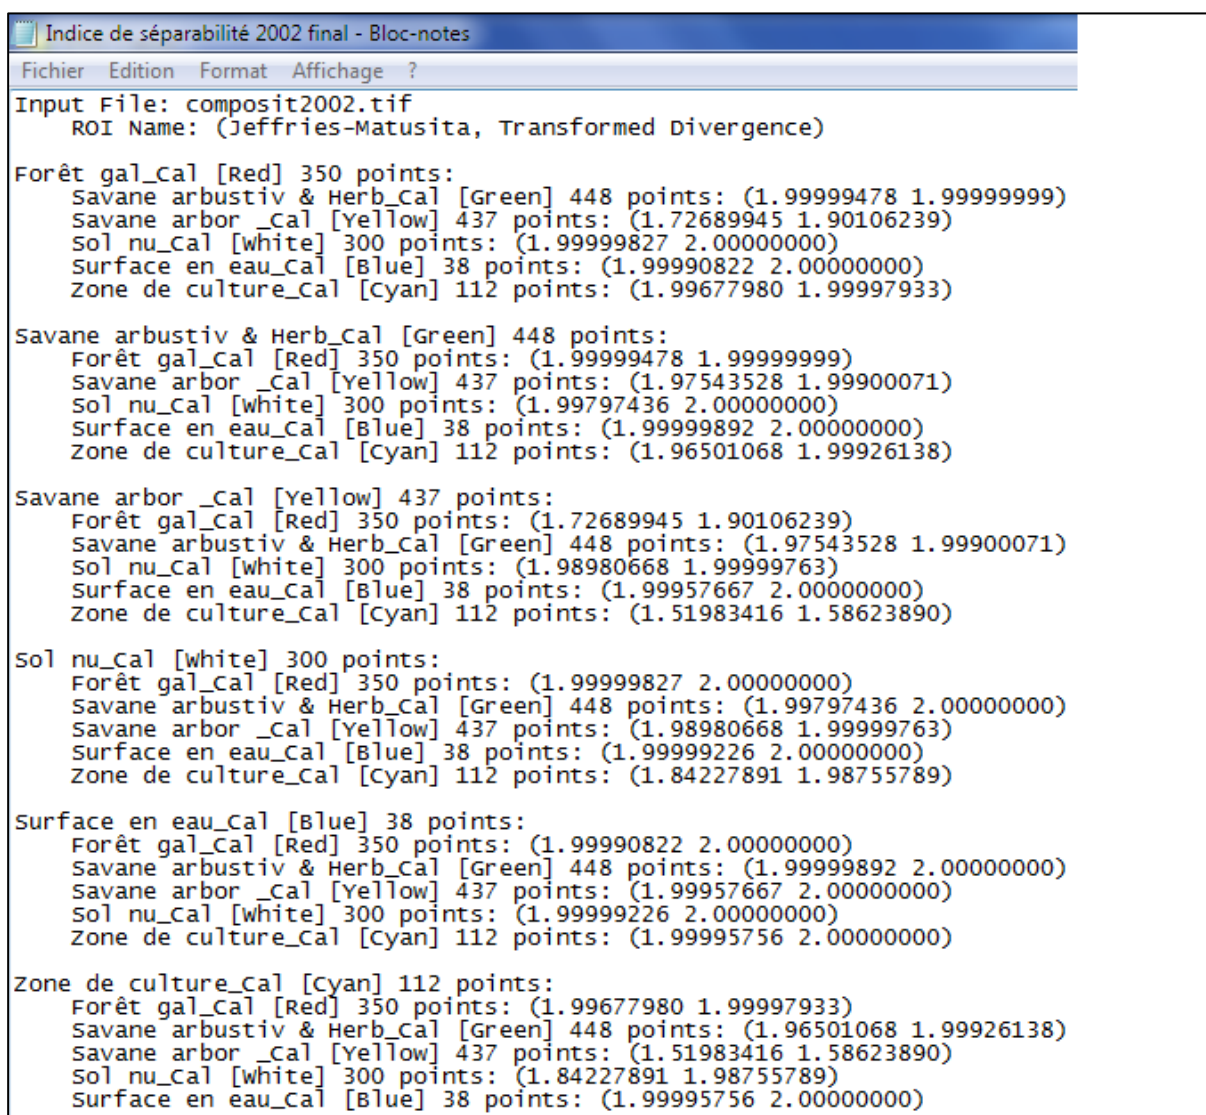 Indice de séparabilité 2002 final - Bloc-notes
Fichier Edition Format Affichage ?
Input File: composit2002.tif
ROI Name: (Jeffries-Matusita, Transformed Divergence)
Forêt gal_Cal [Red] 350 points:
Savane arbustiv & Herb_Cal [Green] 448 points: (1.99999478 1.99999999)
Savane arbor _Cal [Yellow] 437 points: (1.72689945 1.90106239)
Sol nu_Cal [White] 300 points: (1.99999827 2.00000000)
Surface en eau_Cal [Blue] 38 points: (1.99990822 2.00000000)
Zone de culture_Cal [Cyan] 112 points: (1.99677980 1.99997933)
Savane arbustiv & Herb_Cal [Green] 448 points:
Forêt gal_Cal [Red] 350 points: (1.99999478 1.99999999)
Savane arbor _Cal [Yellow] 437 points: (1.97543528 1.99900071)
Sol nu_Cal [White] 300 points: (1.99797436 2.00000000)
Surface en eau_Cal [Blue] 38 points: (1.99999892 2.00000000)
Zone de culture_Cal [Cyan] 112 points: (1.96501068 1.99926138)
Savane arbor _Cal [Yellow] 437 points:
Forêt gal_Cal [Red] 350 points: (1.72689945 1.90106239)
Savane arbustiv & Herb_Cal [Green] 448 points: (1.97543528 1.99900071)
Sol nu_Cal [White] 300 points: (1.98980668 1.99999763)
Surface en eau_Cal [Blue] 38 points: (1.99957667 2.00000000)
Zone de culture_Cal [Cyan] 112 points: (1.51983416 1.58623890)
Sol nu_Cal [White] 300 points:
Forêt gal_Cal [Red] 350 points: (1.99999827 2.00000000)
Savane arbustiv & Herb_Cal [Green] 448 points: (1.99797436 2.00000000)
Savane arbor _Cal [Yellow] 437 points: (1.98980668 1.99999763)
Surface en eau_Cal [Blue] 38 points: (1.99999226 2.00000000)
Zone de culture_Cal [Cyan] 112 points: (1.84227891 1.98755789)
Surface en eau_Cal [Blue] 38 points:
Forêt gal_Cal [Red] 350 points: (1.99990822 2.00000000)
Savane arbustiv & Herb_Cal [Green] 448 points: (1.99999892 2.00000000)
Savane arbor _Cal [Yellow] 437 points: (1.99957667 2.00000000)
Sol nu_Cal [White] 300 points: (1.99999226 2.00000000)
Zone de culture_Cal [Cyan] 112 points: (1.99995756 2.00000000)
Zone de culture_Cal [Cyan] 112 points:
Forêt gal_Cal [Red] 350 points: (1.99677980 1.99997933)
Savane arbustiv & Herb_Cal [Green] 448 points: (1.96501068 1.99926138)
Savane arbor _Cal [Yellow] 437 points: (1.51983416 1.58623890)
Sol nu_Cal [White] 300 points: (1.84227891 1.98755789)
Surface en eau_Cal [Blue] 38 points: (1.99995756 2.00000000)